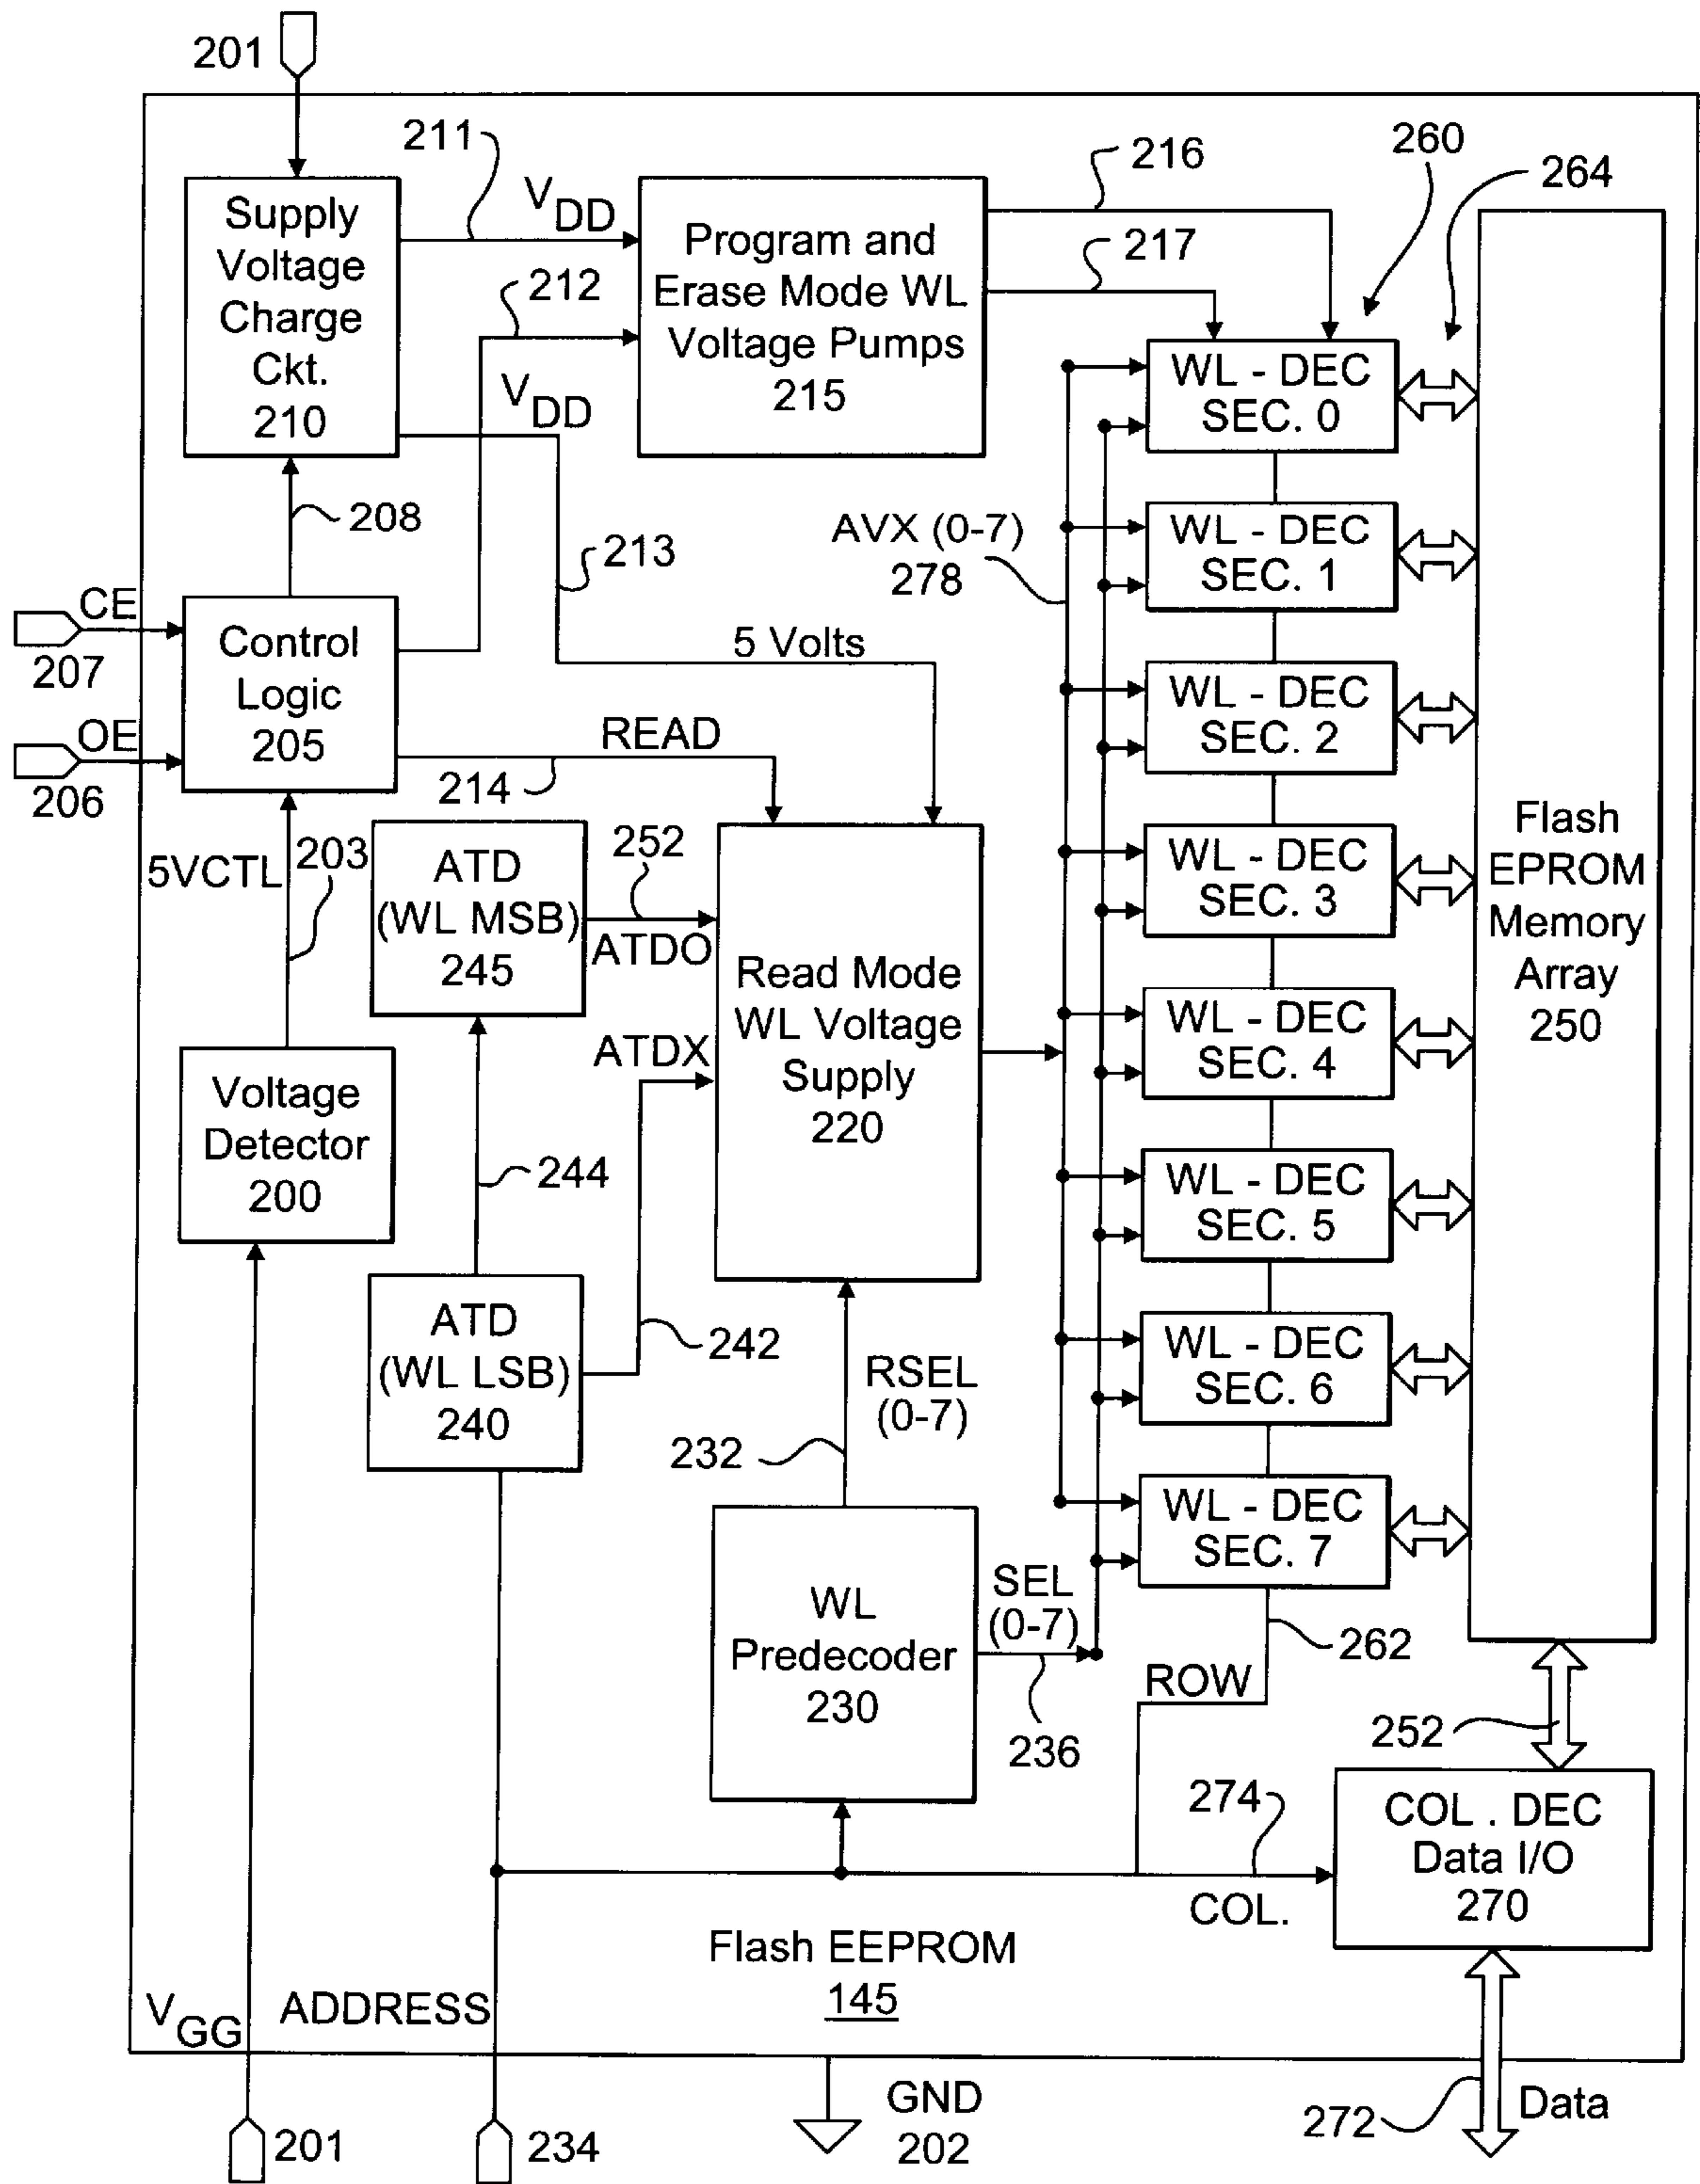 201
211
V DD
212
V DD
Supply
Voltage
Charge
Ckt.
210
Program and
Erase Mode WL
Voltage Pumps
215
216
217
260
264
208
213
5 Volts
CE
207
OE
206
Control
Logic
205
READ
214
5VCTL
203
Voltage
Detector
200
ATD
(WL MSB)
245
252
ATDO
ATDX
244
242
ATD
(WL LSB)
240
Read Mode
WL Voltage
Supply
220
RSEL
(0-7)
232
WL
Predecoder
230
SEL
(0-7)
236
AVX (0-7)
278
WL - DEC
SEC. 0
WL - DEC
SEC. 1
WL - DEC
SEC. 2
WL - DEC
SEC. 3
WL - DEC
SEC. 4
WL - DEC
SEC. 5
WL - DEC
SEC. 6
WL - DEC
SEC. 7
Flash
EPROM
Memory
Array
250
262
ROW
252
274
COL.
COL . DEC
Data I/O
270
Flash EEPROM
145
V GG
ADDRESS
201
234
GND
202
272
Data